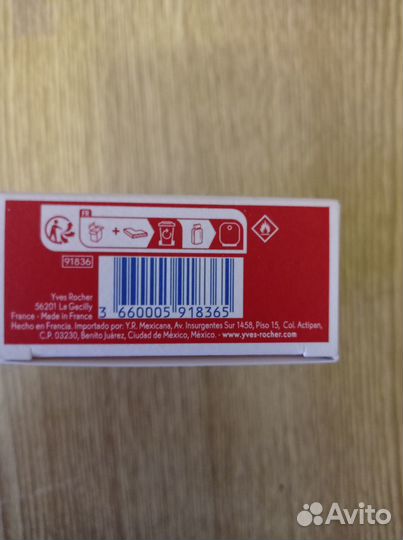 FR
91836
3 660005 918365
Yves Rocher
56201 La Gacilly
France - Made in France
Hecho en Francia. Importado por: Y.R. Mexicana, Av. Insurgentes Sur 1458, Piso 15, Col. Actipan,
C.P. 03230, Benito Juárez, Ciudad de México, México. - www.yves-rocher.com
Avito